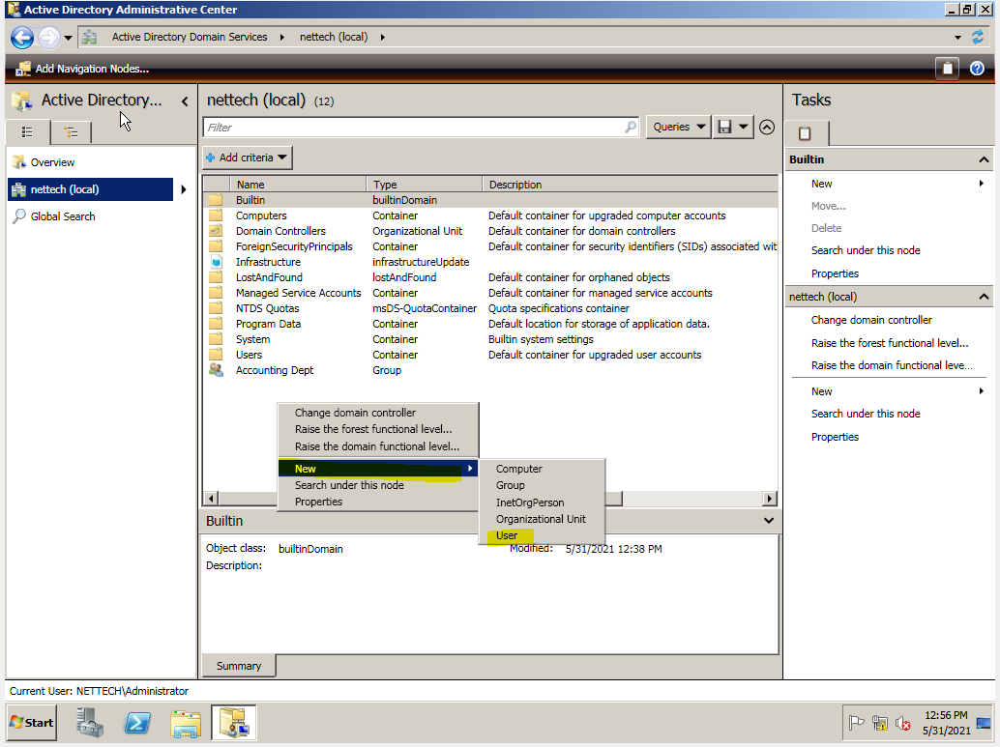 Active Directory Administrative Center
Active Directory Domain Services nettech (local)
Add Navigation Nodes...
Active Directory...
Overview
nettech (local)
Global Search
nettech (local) (12)
Filter
Queries
Add criteria
Name Type Description
Builtin builtinDomain
Computers Container Default container for upgraded computer accounts
Domain Controllers Organizational Unit Default container for domain controllers
ForeignSecurityPrincipals Container Default container for security identifiers (SIDs) associated wit
Infrastructure infrastructureUpdate
LostAndFound lostAndFound Default container for orphaned objects
Managed Service Accounts Container Default container for managed service accounts
NTDS Quotas msDS-QuotaContainer Quota specifications container
Program Data Container Default location for storage of application data.
System Container Builtin system settings
Users Container Default container for upgraded user accounts
Accounting Dept Group
Change domain controller
Raise the forest functional level...
Raise the domain functional level...
New
Search under this node
Properties
Computer
Group
InetOrgPerson
Organizational Unit
User
Builtin
Object class: builtinDomain Modified: 5/31/2021 12:38 PM
Description:
Summary
Tasks
Builtin
New
Move...
Delete
Search under this node
Properties
nettech (local)
Change domain controller
Raise the forest functional level...
Raise the domain functional leve...
New
Search under this node
Properties
Current User: NETTECH\Administrator
Start
12:56 PM
5/31/2021